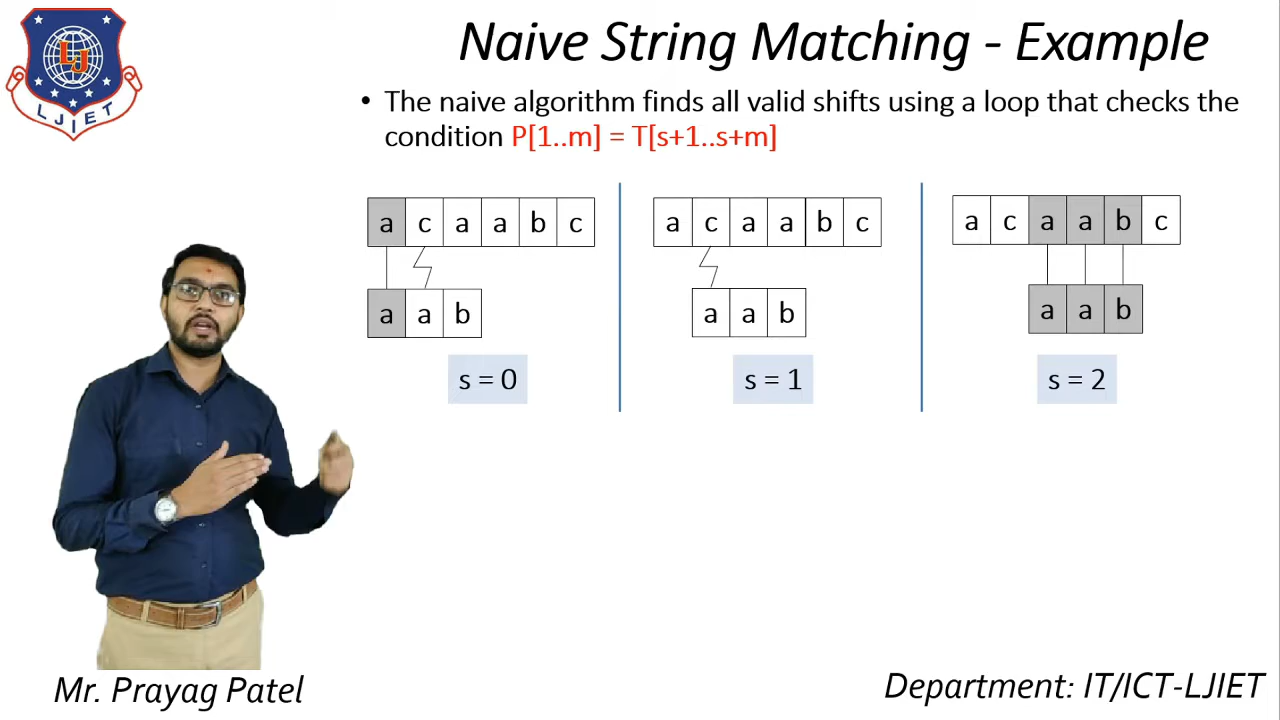 LJ
LJIET
Naive String Matching - Example
• The naive algorithm finds all valid shifts using a loop that checks the
condition P[1..m] = T[s+1..s+m]
a c a a b c
a a b
s = 0
a c a a b c
a a b
s = 1
a c a a b c
a a b
s = 2
Mr. Prayag Patel
Department: IT/ICT-LJIET